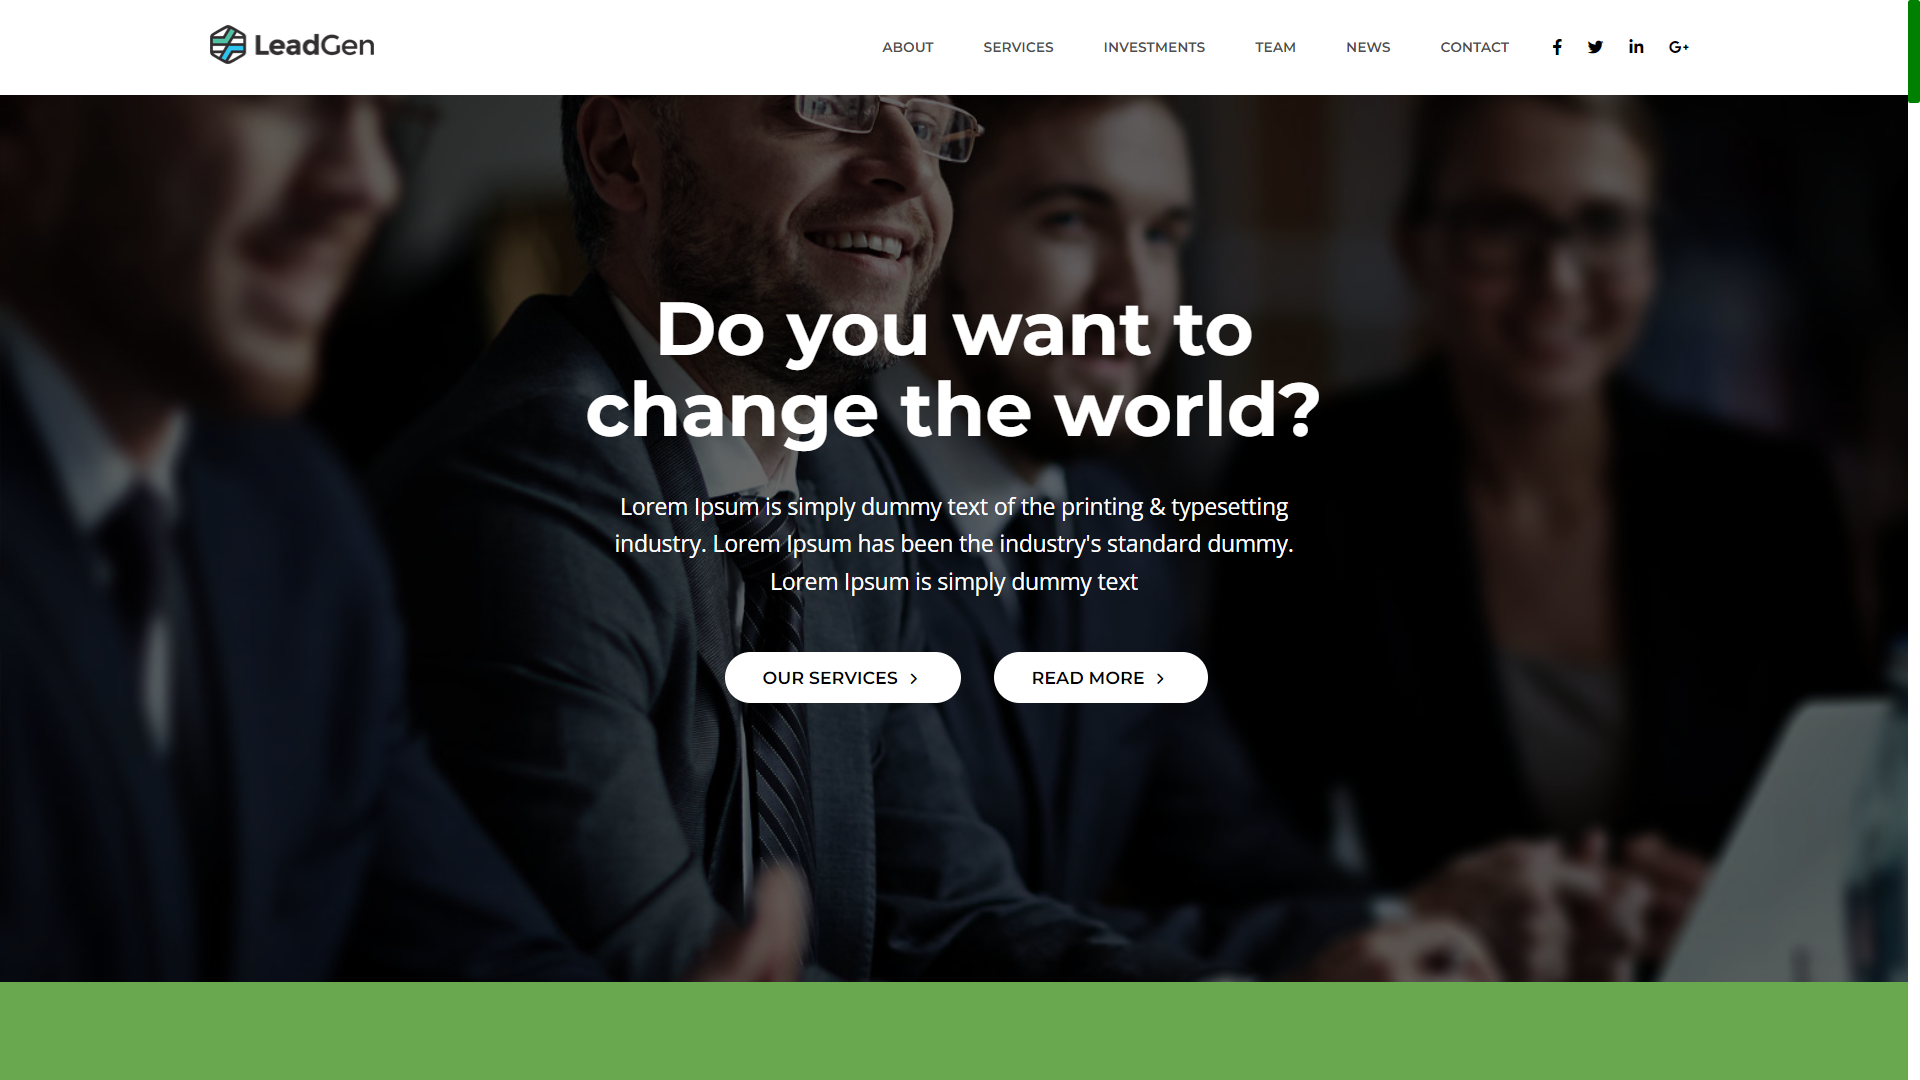 LeadGen
ABOUT SERVICES INVESTMENTS TEAM NEWS CONTACT
Do you want to
change the world?
Lorem Ipsum is simply dummy text of the printing & typesetting
industry. Lorem Ipsum has been the industry's standard dummy.
Lorem Ipsum is simply dummy text
OUR SERVICES
READ MORE